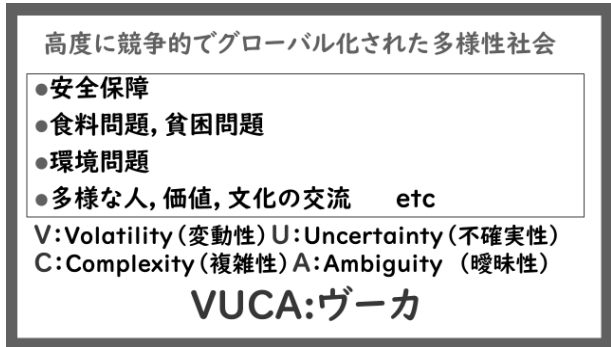 高度に競争的でグローバル化された多様性社会
●安全保障
●食料問題,貧困問題
●環境問題
●多様な人,価値,文化の交流　　etc
V:Volatility(変動性)U:Uncertainty(不確実性)
C:Complexity(複雑性)A:Ambiguity (曖昧性)
VUCA:ヴーカ